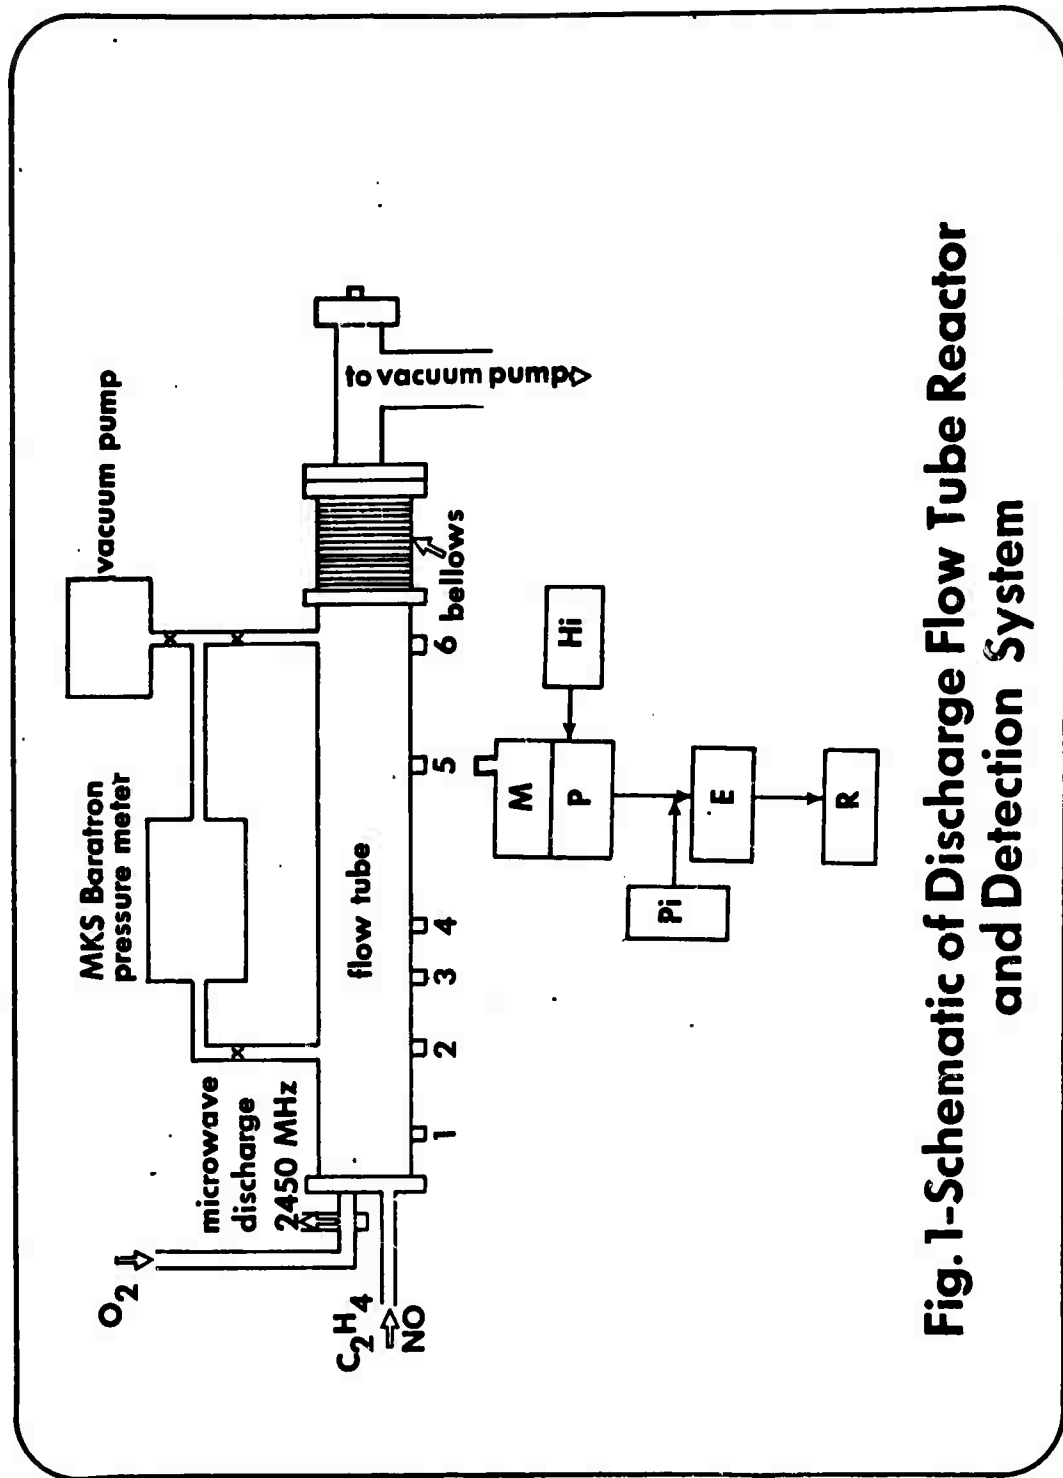 vacuum pump
MKS Baratron
pressure meter
microwave
discharge
2450 MHz
O2
C2H4
NO
flow tube
to vacuum pump
bellows
1 2 3 4 5 6
M
P
Hi
Pi
E
R
Fig. 1-Schematic of Discharge Flow Tube Reactor
and Detection System